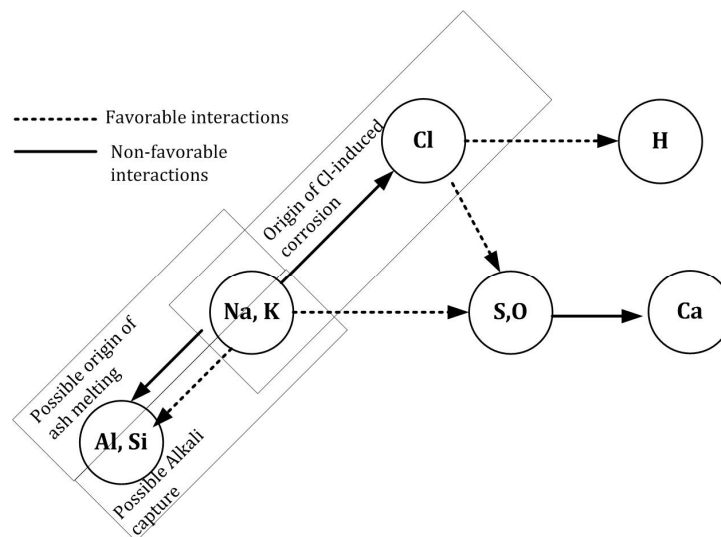 Favorable interactions
Non-favorable
interactions
Origin of Cl-induced
corrosion
Cl
H
Na, K
S,O
Ca
Possible origin of
ash melting
Al, Si
Possible Alkali
capture